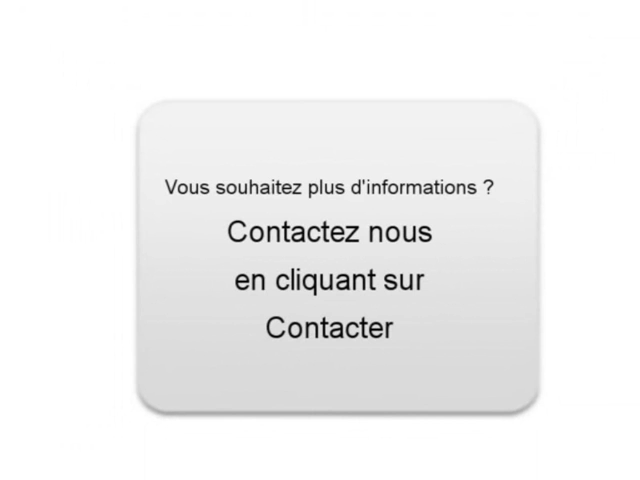 Vous souhaitez plus d'informations ?
Contactez nous
en cliquant sur
Contacter